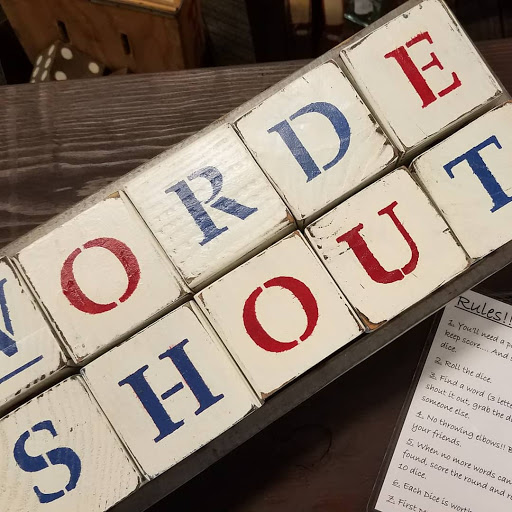 WORDE
SHOUT
Rules!!
1. You'll need a
keep score.....And
dice.
2. Roll the dice.
3. Find a word (3
shout it out, grab the
someone else.
4. No throwing elbows!!
your friends.
5. When no more words can
found, score the round and
10 dice.
6. Each Dice is worth
7. First